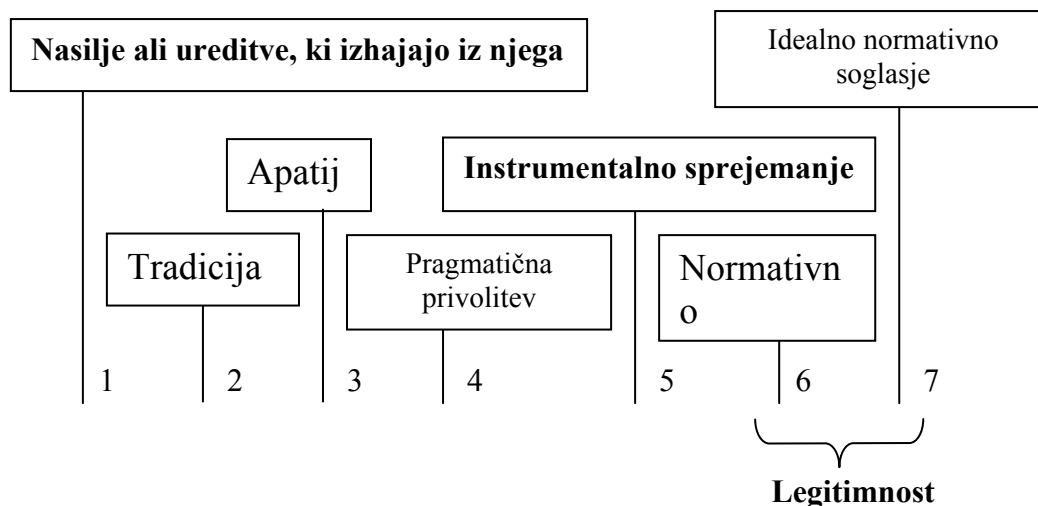 Nasilje ali ureditve, ki izhajajo iz njega
Idealno normativno
soglasje
Apatij
Instrumentalno sprejemanje
Tradicija
Pragmatična
privolitev
Normativn
o
1 2 3 4 5 6 7
Legitimnost